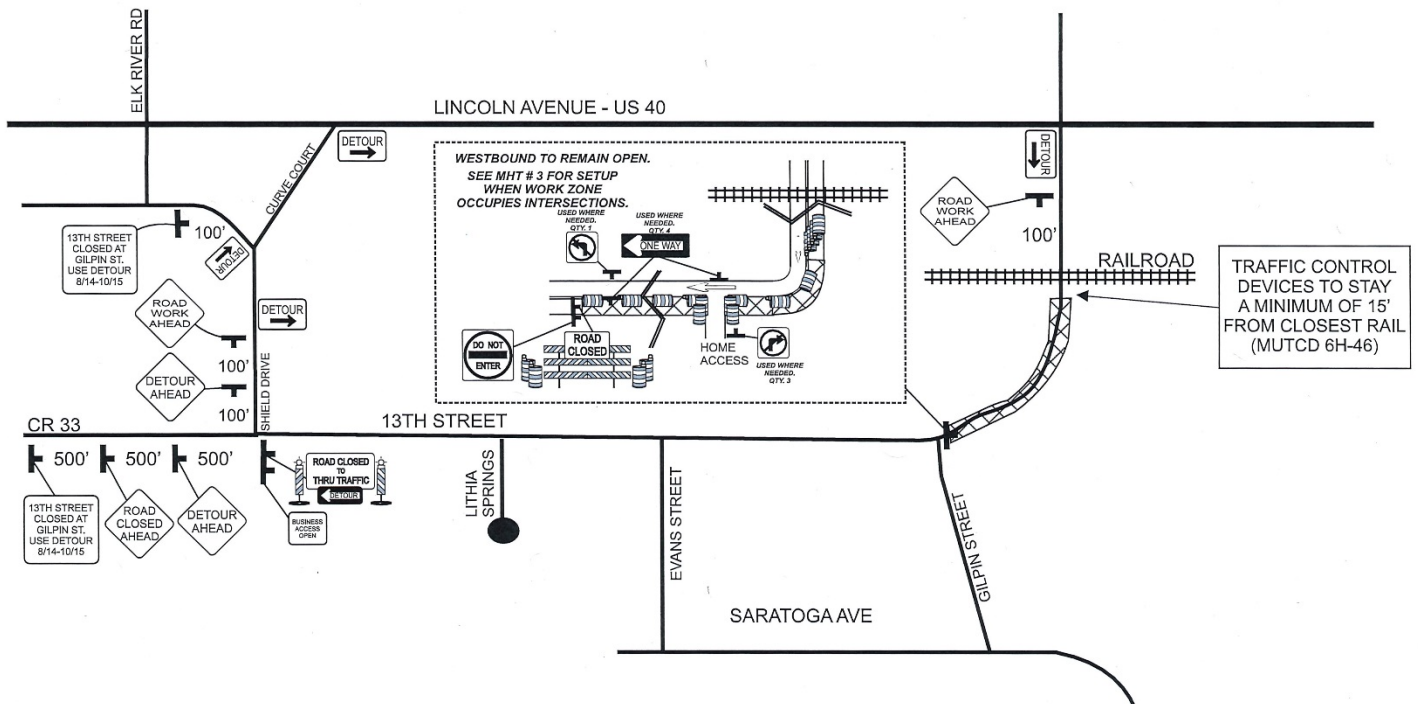 ELK RIVER RD
LINCOLN AVENUE - US 40
DETOUR
CURVE COURT
WESTBOUND TO REMAIN OPEN.
SEE MHT # 3 FOR SETUP
WHEN WORK ZONE
OCCUPIES INTERSECTIONS.
USED WHERE
NEEDED.
QTY. 1
USED WHERE
NEEDED.
QTY. 4
ONE WAY
DO NOT
ENTER
ROAD
CLOSED
HOME
ACCESS
USED WHERE
NEEDED.
QTY. 3
DETOUR
ROAD
WORK
AHEAD
100'
RAILROAD
TRAFFIC CONTROL
DEVICES TO STAY
A MINIMUM OF 15'
FROM CLOSEST RAIL
(MUTCD 6H-46)
13TH STREET
CLOSED AT
GILPIN ST.
USE DETOUR
8/14-10/15
100'
DETOUR
ROAD
WORK
AHEAD
100'
DETOUR
DETOUR
AHEAD
100'
SHIELD DRIVE
CR 33
13TH STREET
500'
500'
500'
13TH STREET
CLOSED AT
GILPIN ST.
USE DETOUR
8/14-10/15
ROAD
CLOSED
AHEAD
DETOUR
AHEAD
ROAD CLOSED
TO
THRU TRAFFIC
DETOUR
BUSINESS
ACCESS
OPEN
LITHIA
SPRINGS
EVANS STREET
GILPIN STREET
SARATOGA AVE